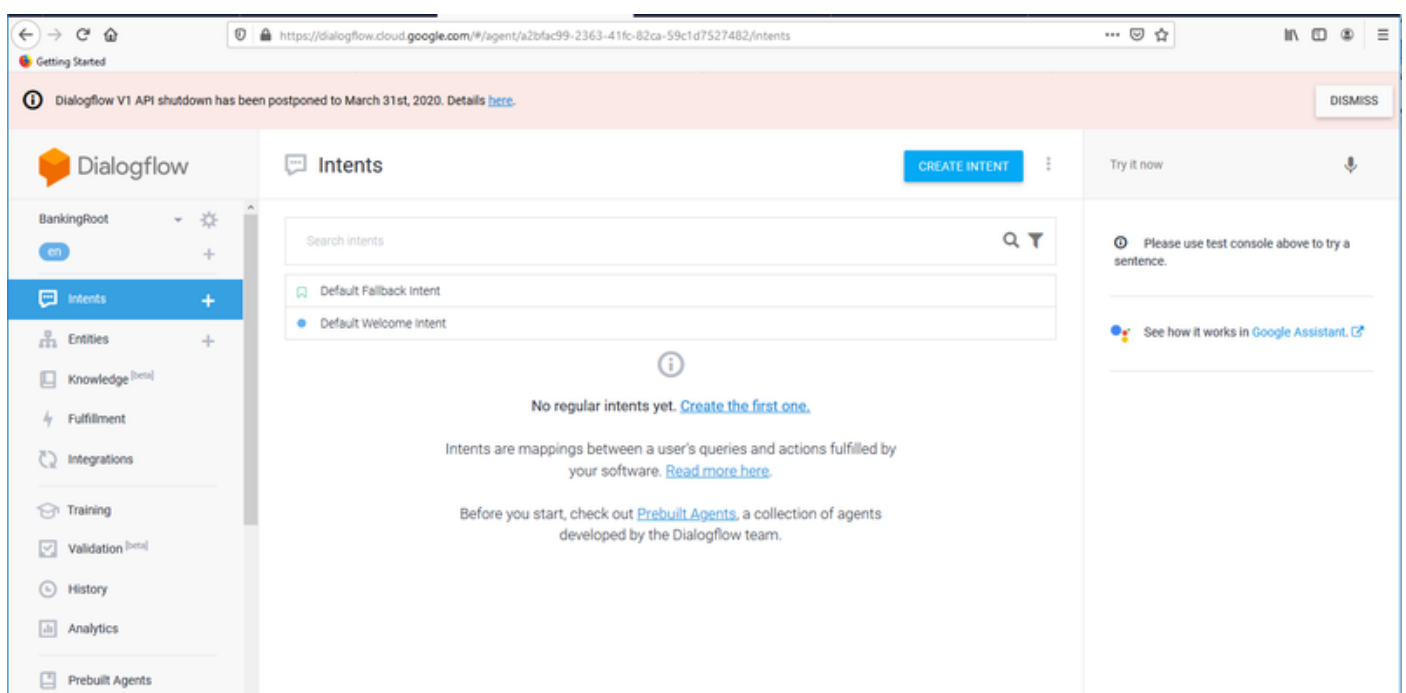 https://dialogflow.cloud.google.com/#/agent/a2bfac99-2363-41fc-82ca-59c1d7527482/intents
Getting Started
Dialogflow V1 API shutdown has been postponed to March 31st, 2020. Details here.
DISMISS
Dialogflow
Intents
CREATE INTENT
Try it now
BankingRoot
en
Intents
Entities
Knowledge [beta]
Fulfillment
Integrations
Training
Validation [beta]
History
Analytics
Prebuilt Agents
Search intents
Default Fallback Intent
Default Welcome Intent
No regular intents yet. Create the first one.
Intents are mappings between a user's queries and actions fulfilled by
your software. Read more here.
Before you start, check out Prebuilt Agents, a collection of agents
developed by the Dialogflow team.
Please use test console above to try a
sentence.
See how it works in Google Assistant.